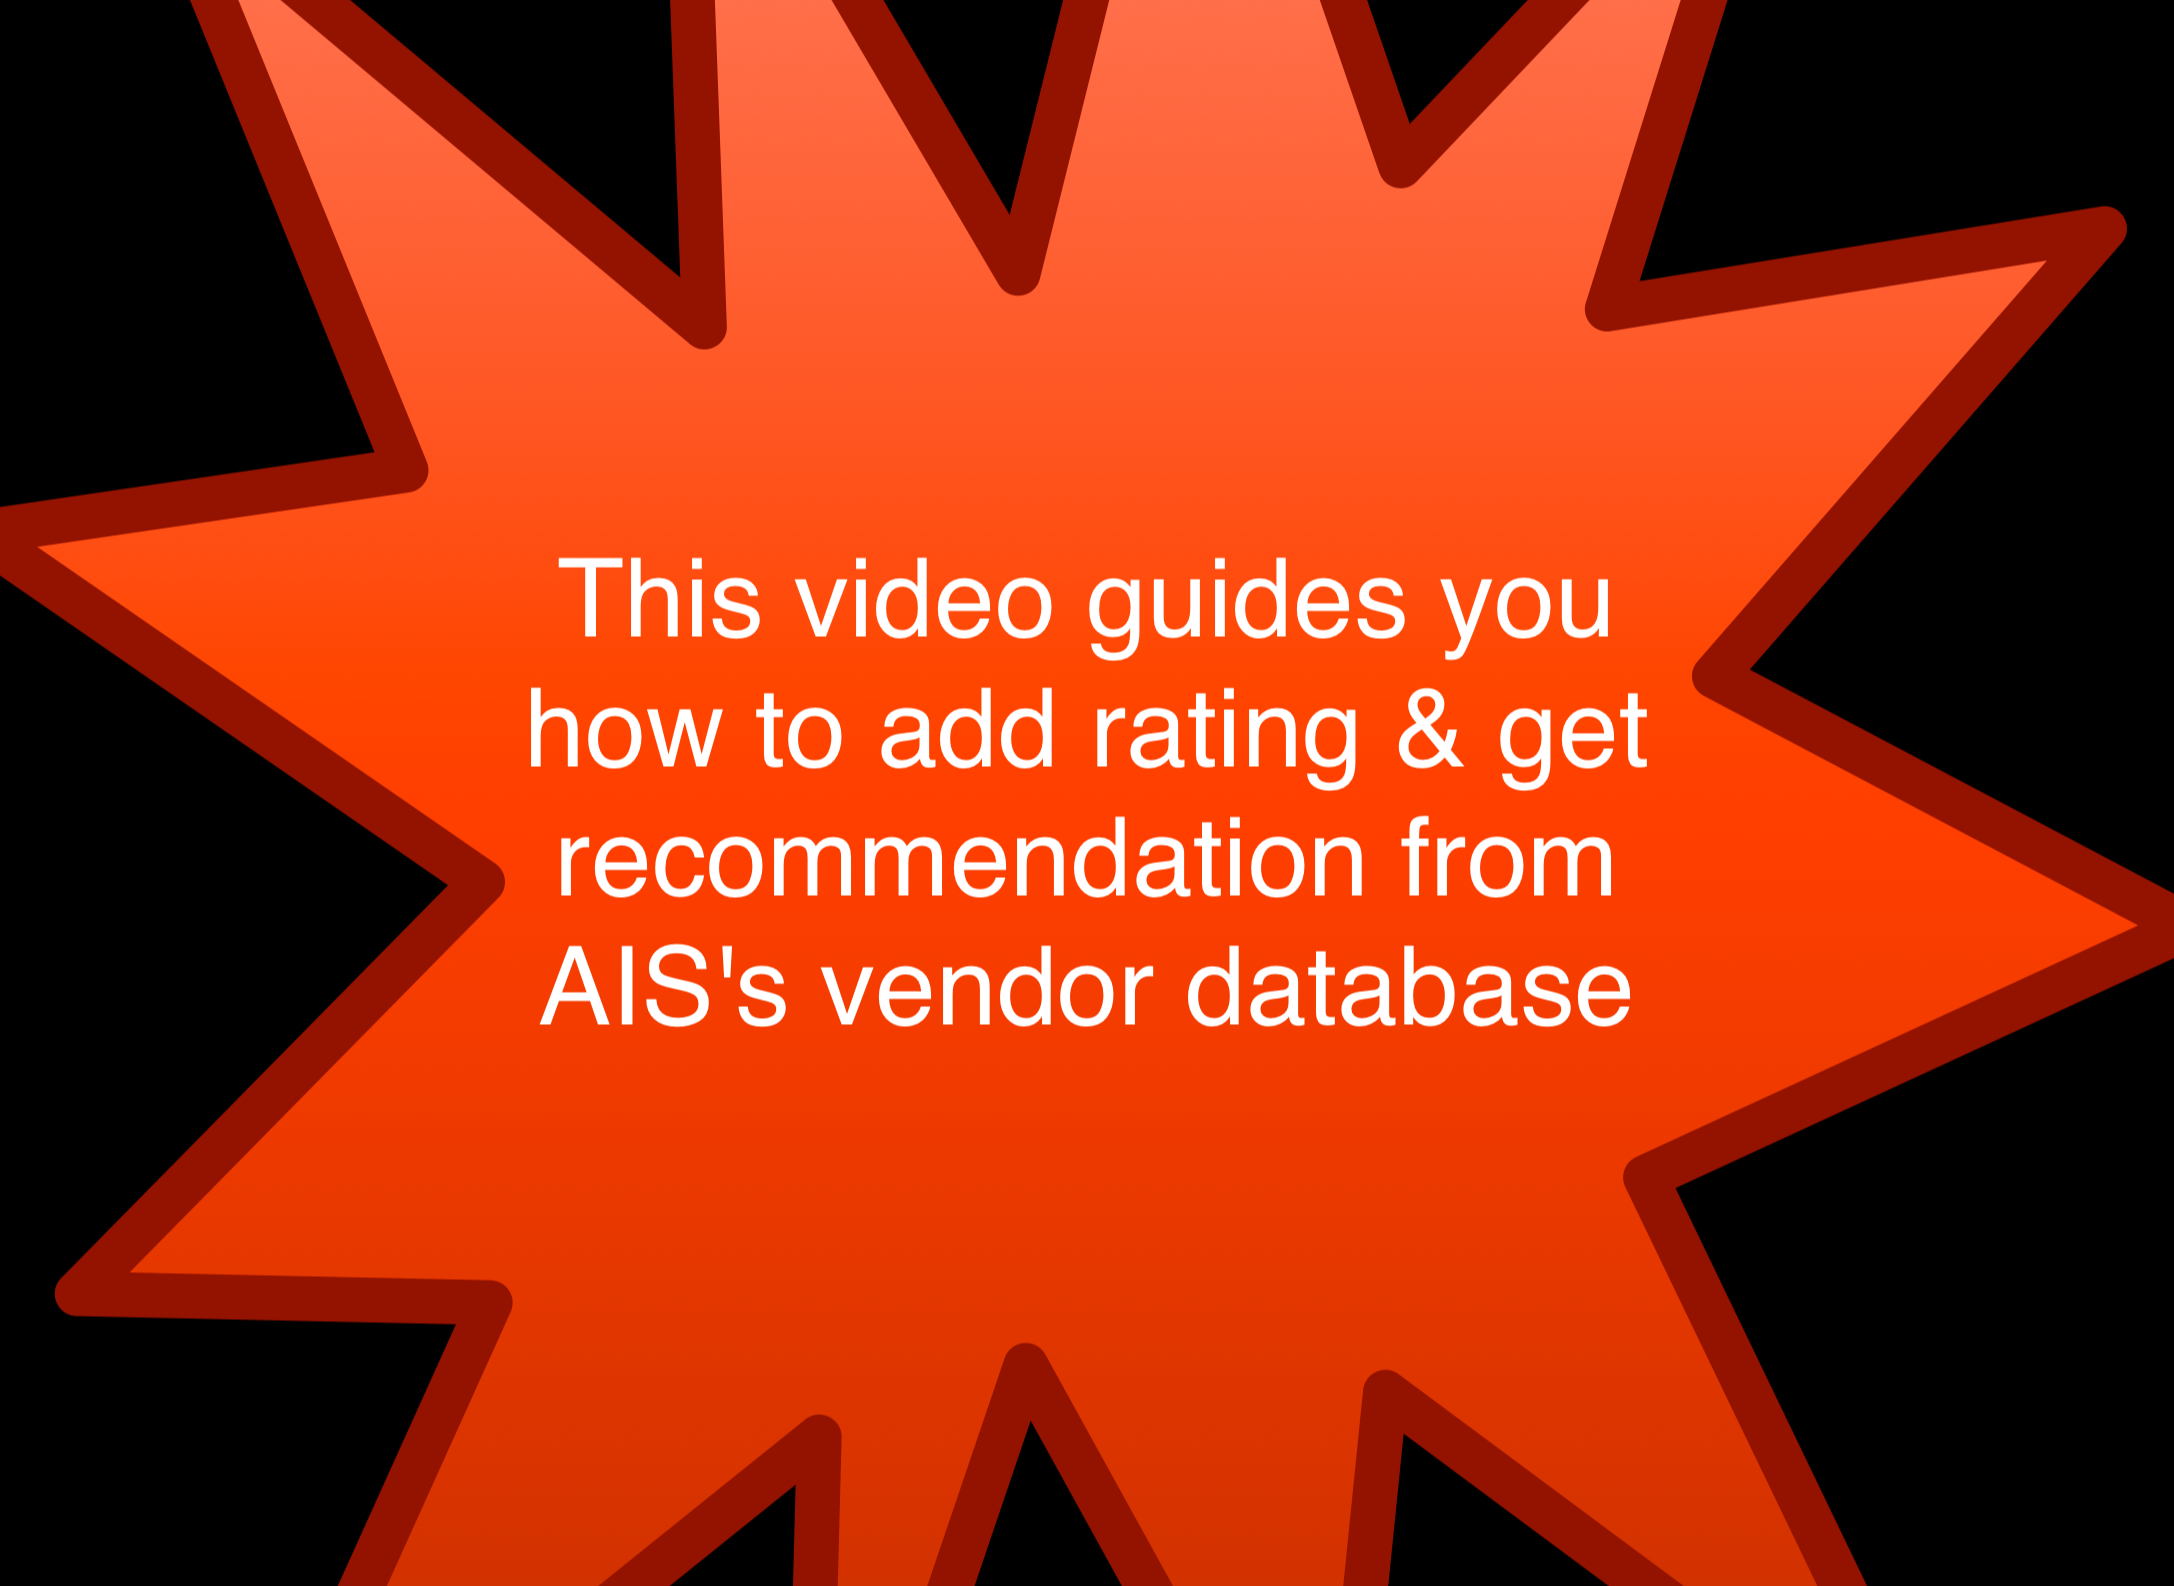 This video guides you
how to add rating & get
recommendation from
AIS's vendor database